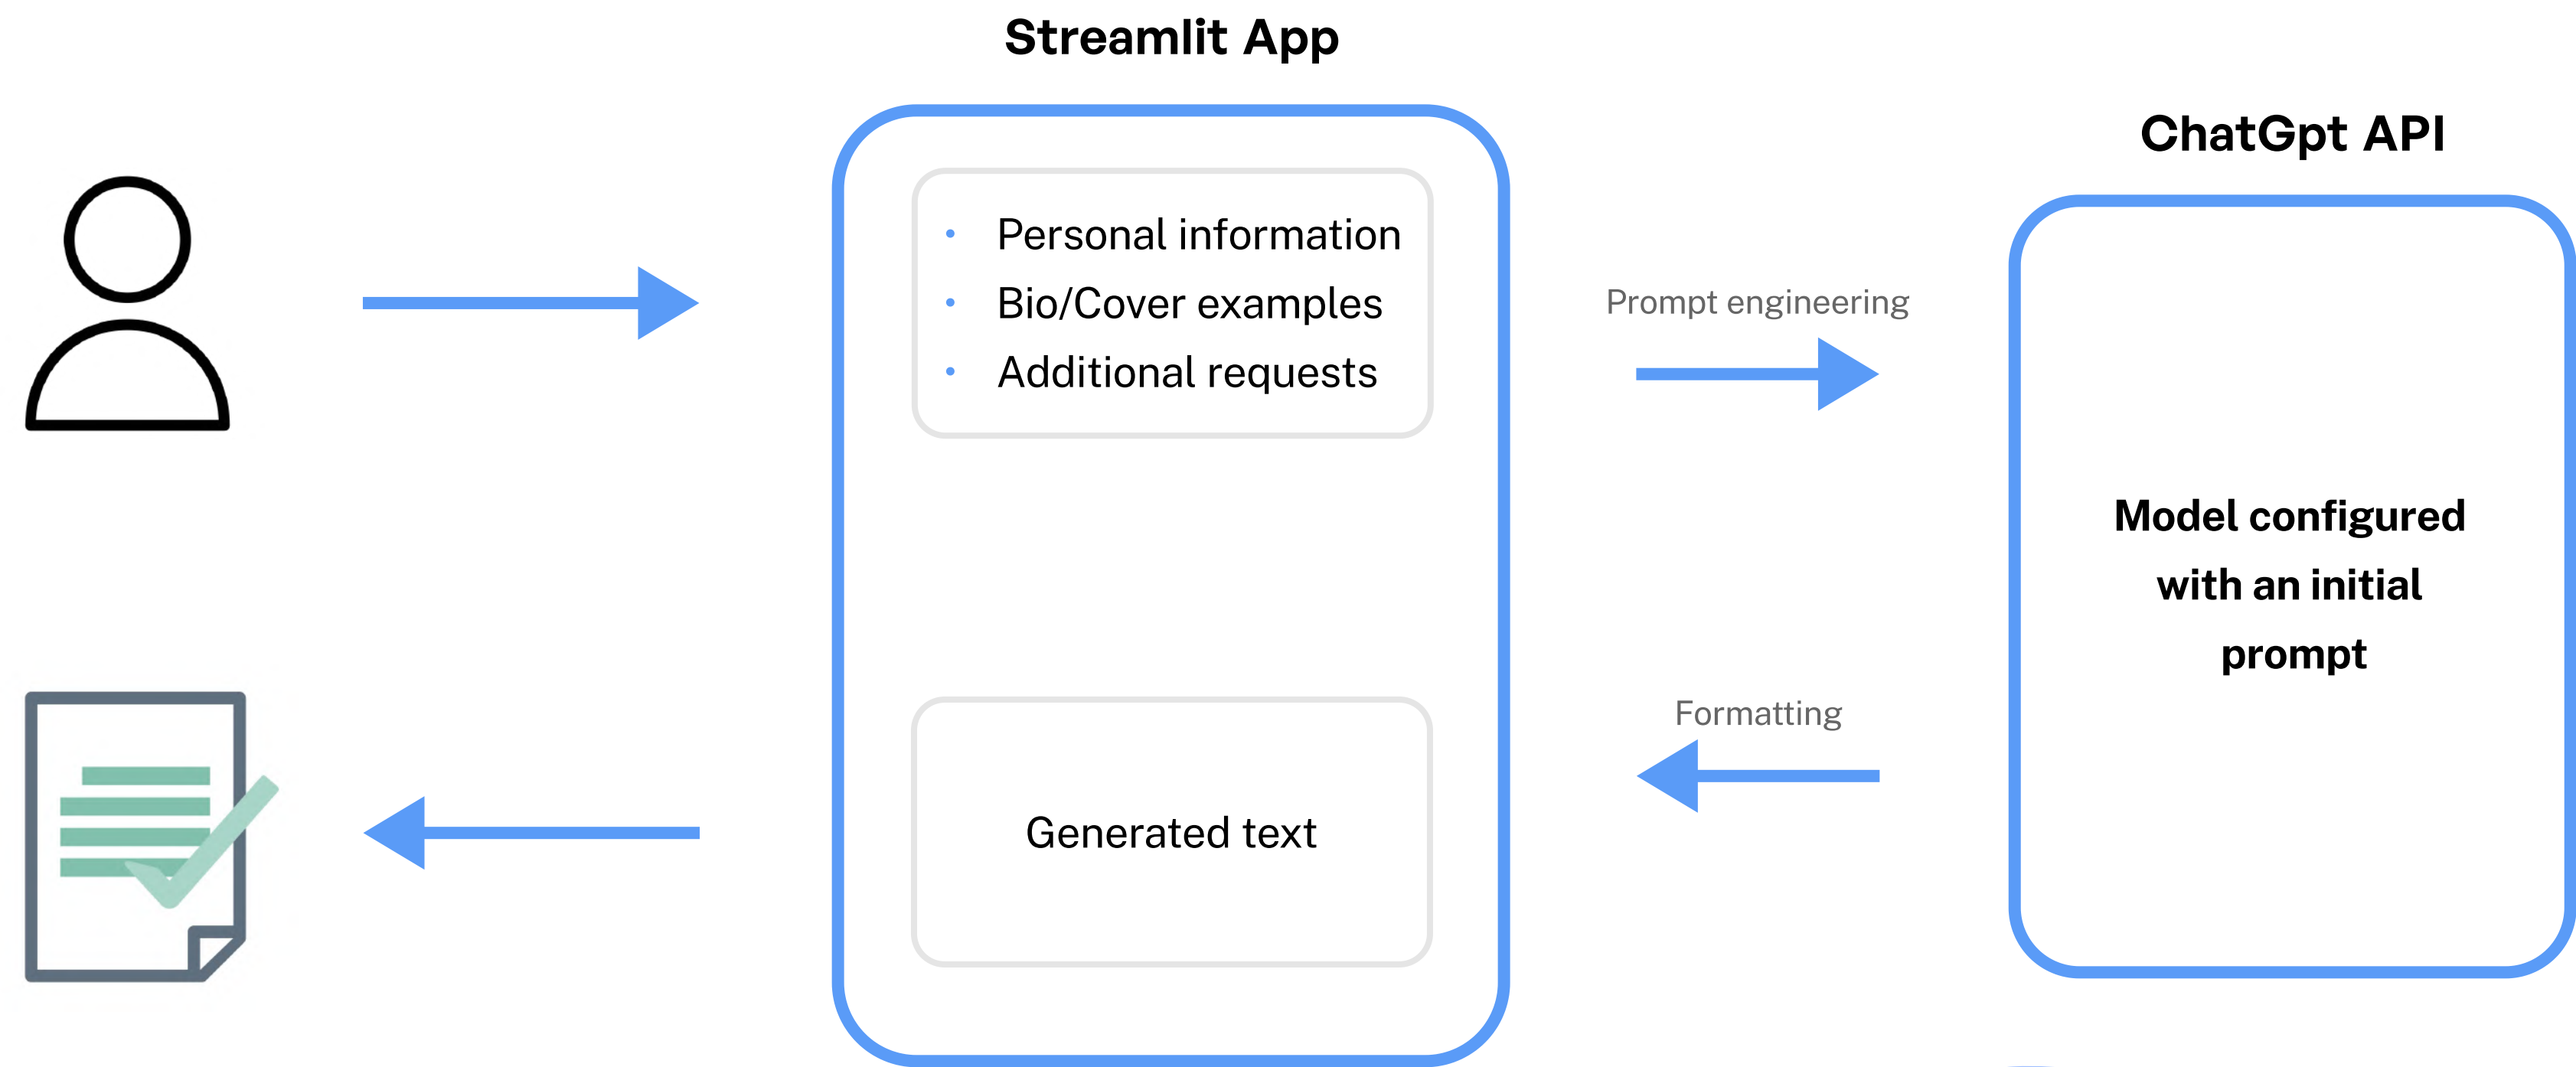 Streamlit App
ChatGpt API
• Personal information
• Bio/Cover examples
• Additional requests
Prompt engineering
Model configured
with an initial
prompt
Formatting
Generated text